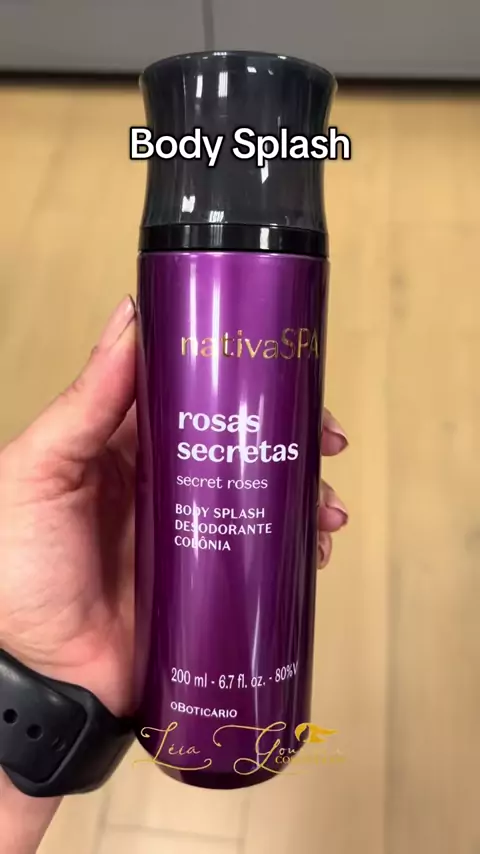 Body Splash
nativaSPA
rosas
secretas
secret roses
BODY SPLASH
DESODORANTE
COLÔNIA
200 ml - 6.7 fl. oz. - 80%V
oBOTICÁRIO
Léia